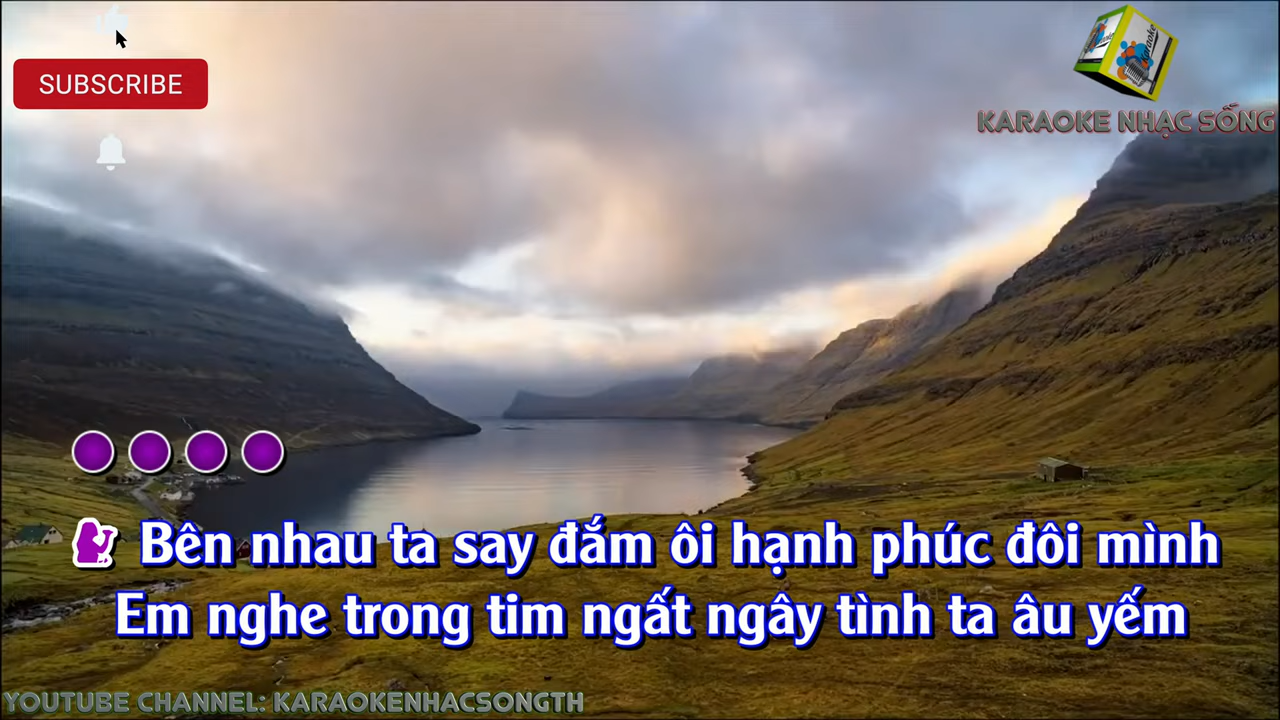 SUBSCRIBE
Karaoke
KARAOKE NHẠC SỐNG
Bên nhau ta say đắm ôi hạnh phúc đôi mình
Em nghe trong tim ngất ngây tình ta âu yếm
YOUTUBE CHANNEL: KARAOKENHACSONGTH